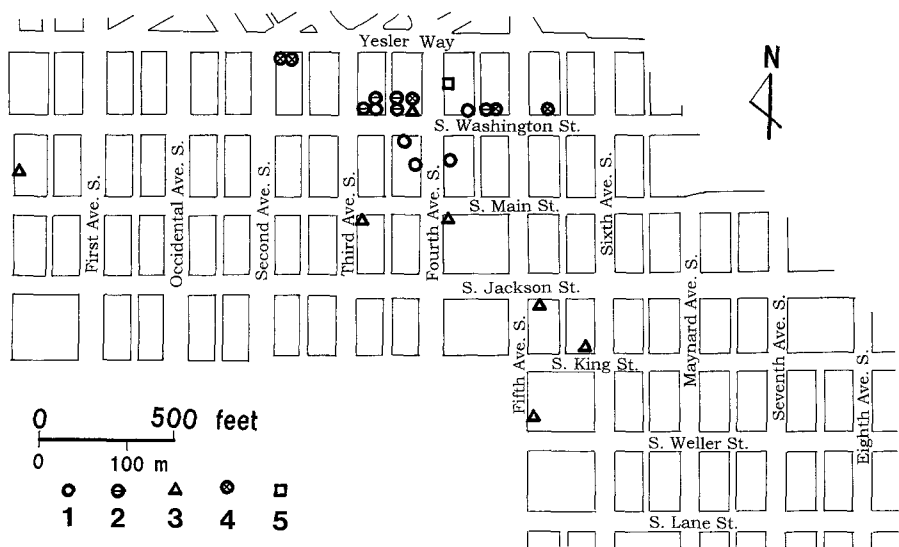 Yesler Way
N
S. Washington St.
First Ave. S.
Occidental Ave. S.
Second Ave. S.
Third Ave. S.
Fourth Ave. S.
Sixth Ave. S.
S. Main St.
S. Jackson St.
Fifth Ave. S.
Maynard Ave. S.
Seventh Ave. S.
Eighth Ave. S.
S. King St.
S. Weller St.
S. Lane St.
0 500 feet
0 100 m
1 2 3 4 5